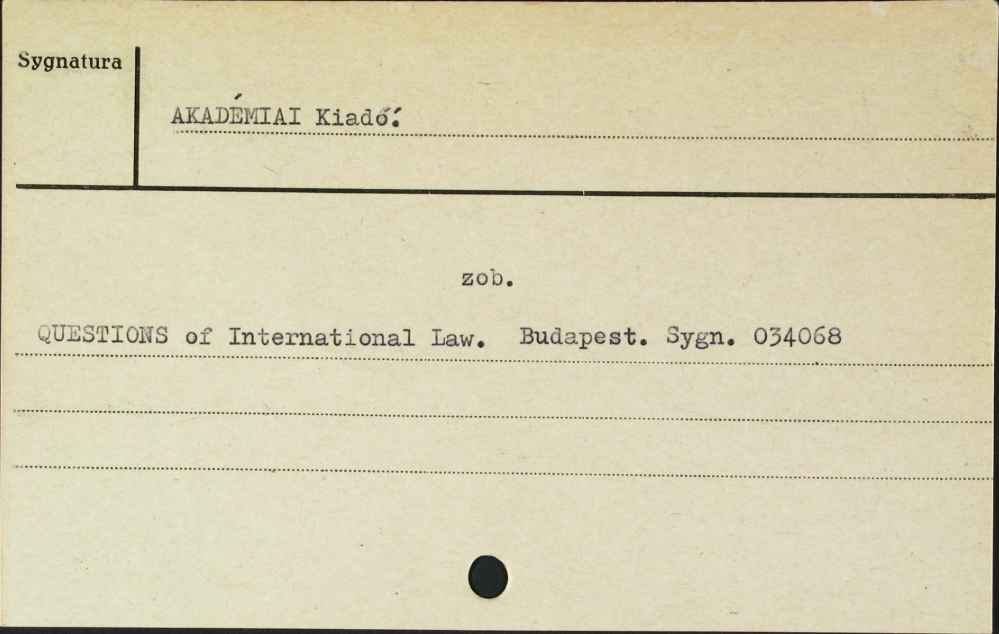 Sygnatura
AKADÉMIAI Kiadó.
zob.
QUESTIONS of International Law. Budapest. Sygn. 034068